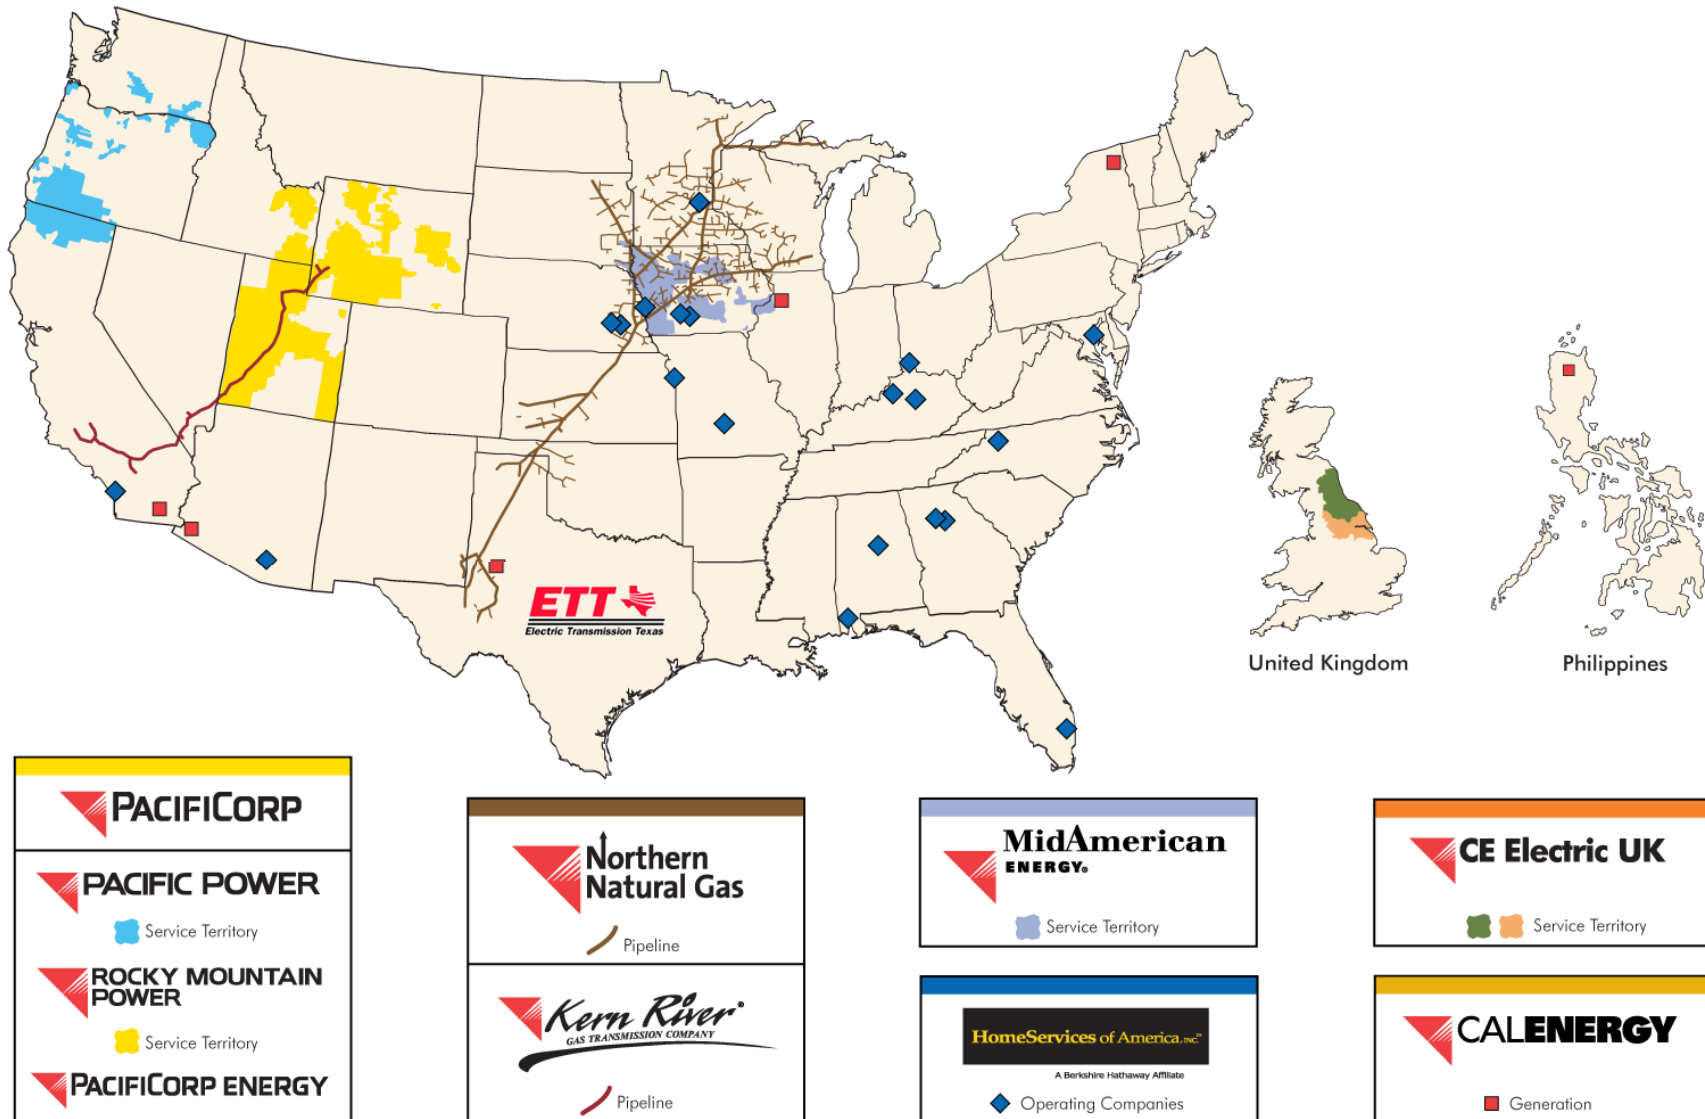 ETT
Electric Transmission Texas
United Kingdom
Philippines
PACIFICORP
PACIFIC POWER
Service Territory
ROCKY MOUNTAIN
POWER
Service Territory
PACIFICORP ENERGY
Northern
Natural Gas
Pipeline
Kern River®
GAS TRANSMISSION COMPANY
Pipeline
MidAmerican
ENERGY®
Service Territory
HomeServices of America, INC.™
A Berkshire Hathaway Affiliate
Operating Companies
CE Electric UK
Service Territory
CALENERGY
Generation